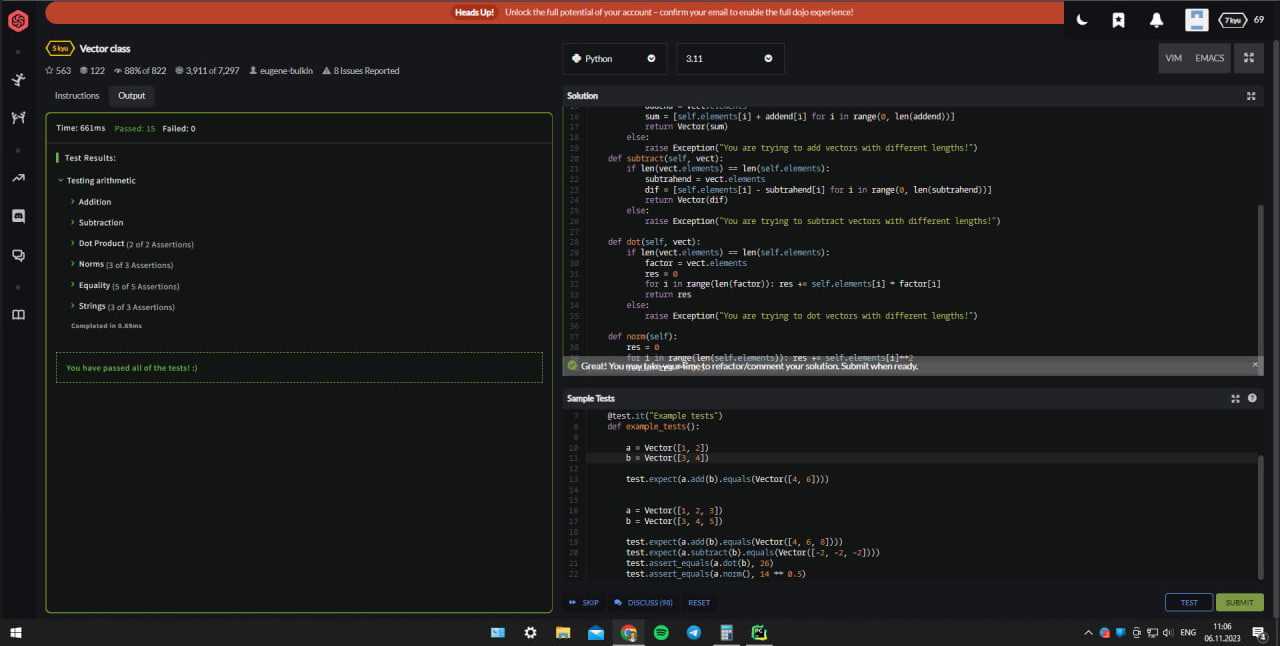 Heads Up! Unlock the full potential of your account – confirm your email to enable the full dojo experience!
7 kyu 69
5 kyu Vector class
563 122 88% of 822 3,911 of 7,297 eugene-bulkin 8 Issues Reported
Instructions Output
Time: 661ms Passed: 15 Failed: 0
Test Results:
Testing arithmetic
Addition
Subtraction
Dot Product (2 of 2 Assertions)
Norms (3 of 3 Assertions)
Equality (5 of 5 Assertions)
Strings (3 of 3 Assertions)
Completed in 0.69ms
You have passed all of the tests! :)
Python 3.11 VIM EMACS
Solution
15 addend = vect.elements
16 sum = [self.elements[i] + addend[i] for i in range(0, len(addend))]
17 return Vector(sum)
18 else:
19 raise Exception("You are trying to add vectors with different lengths!")
20 def subtract(self, vect):
21 if len(vect.elements) == len(self.elements):
22 subtrahend = vect.elements
23 dif = [self.elements[i] - subtrahend[i] for i in range(0, len(subtrahend))]
24 return Vector(dif)
25 else:
26 raise Exception("You are trying to subtract vectors with different lengths!")
27
28 def dot(self, vect):
29 if len(vect.elements) == len(self.elements):
30 factor = vect.elements
31 res = 0
32 for i in range(len(factor)): res += self.elements[i] * factor[i]
33 return res
34 else:
35 raise Exception("You are trying to dot vectors with different lengths!")
36
37 def norm(self):
38 res = 0
39 for i in range(len(self.elements)): res += self.elements[i]**2
Great! You may take your time to refactor/comment your solution. Submit when ready.
Sample Tests
7 @test.it("Example tests")
8 def example_tests():
9
10 a = Vector([1, 2])
11 b = Vector([3, 4])
12
13 test.expect(a.add(b).equals(Vector([4, 6])))
14
15
16 a = Vector([1, 2, 3])
17 b = Vector([3, 4, 5])
18
19 test.expect(a.add(b).equals(Vector([4, 6, 8])))
20 test.expect(a.subtract(b).equals(Vector([-2, -2, -2])))
21 test.assert_equals(a.dot(b), 26)
22 test.assert_equals(a.norm(), 14 ** 0.5)
SKIP DISCUSS (98) RESET TEST SUBMIT
ENG 11:06
06.11.2023 4